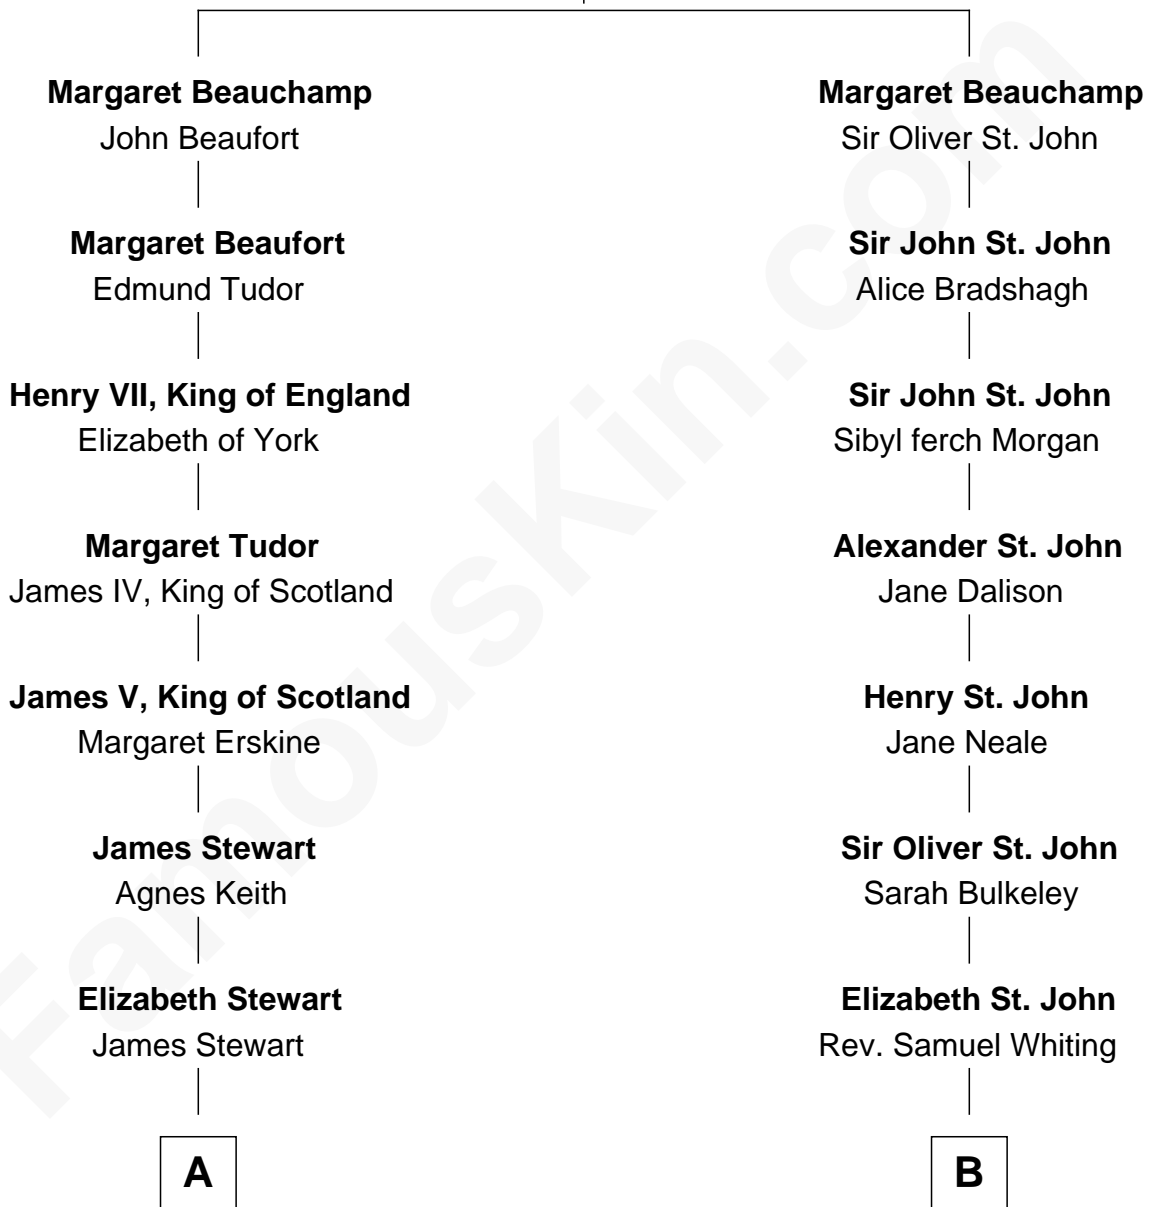 Margaret Beauchamp
John Beaufort
Margaret Beaufort
Edmund Tudor
Henry VII, King of England
Elizabeth of York
Margaret Tudor
James IV, King of Scotland
James V, King of Scotland
Margaret Erskine
James Stewart
Agnes Keith
Elizabeth Stewart
James Stewart
A
Margaret Beauchamp
Sir Oliver St. John
Sir John St. John
Alice Bradshagh
Sir John St. John
Sibyl ferch Morgan
Alexander St. John
Jane Dalison
Henry St. John
Jane Neale
Sir Oliver St. John
Sarah Bulkeley
Elizabeth St. John
Rev. Samuel Whiting
B
FamousKin.com